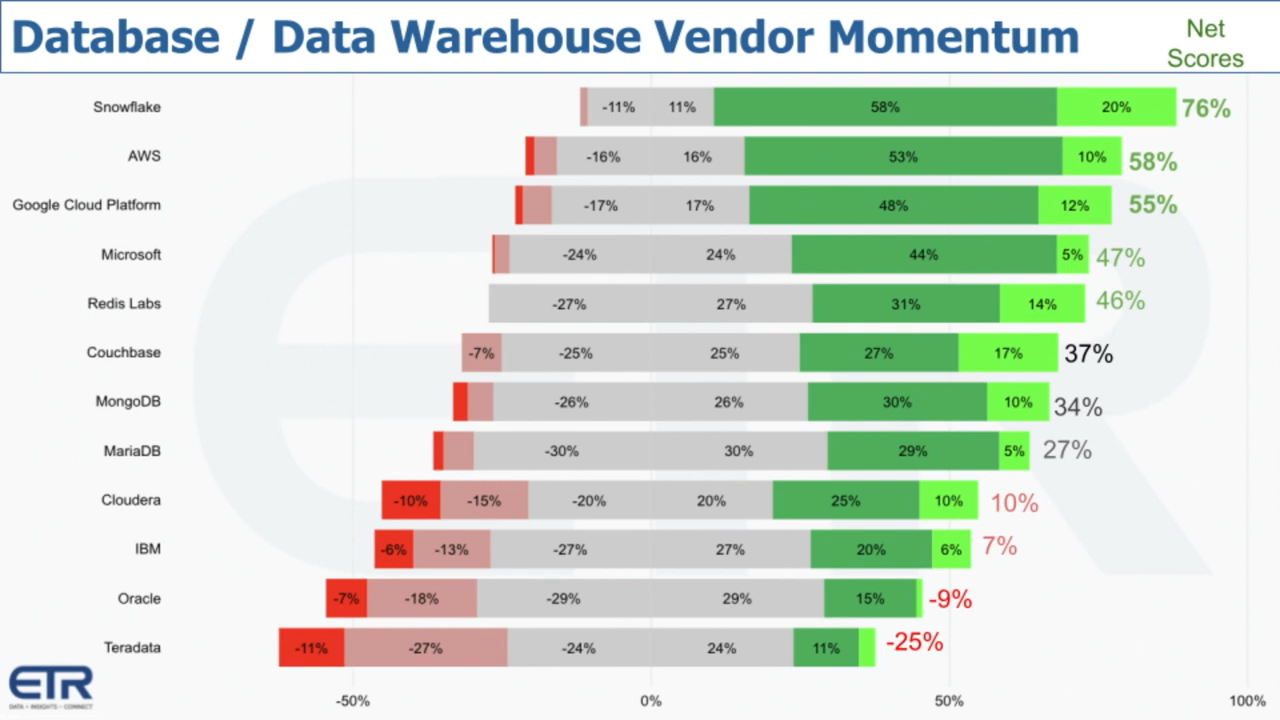 Database / Data Warehouse Vendor Momentum
Net
Scores
Snowflake -11% 11% 58% 20% 76%
AWS -16% 16% 53% 10% 58%
Google Cloud Platform -17% 17% 48% 12% 55%
Microsoft -24% 24% 44% 5% 47%
Redis Labs -27% 27% 31% 14% 46%
Couchbase -7% -25% 25% 27% 17% 37%
MongoDB -26% 26% 30% 10% 34%
MariaDB -30% 30% 29% 5% 27%
Cloudera -10% -15% -20% 20% 25% 10% 10%
IBM -6% -13% -27% 27% 20% 6% 7%
Oracle -7% -18% -29% 29% 15% -9%
Teradata -11% -27% -24% 24% 11% -25%
ETR
DATA • INSIGHTS • CONNECT
-50% 0% 50% 100%